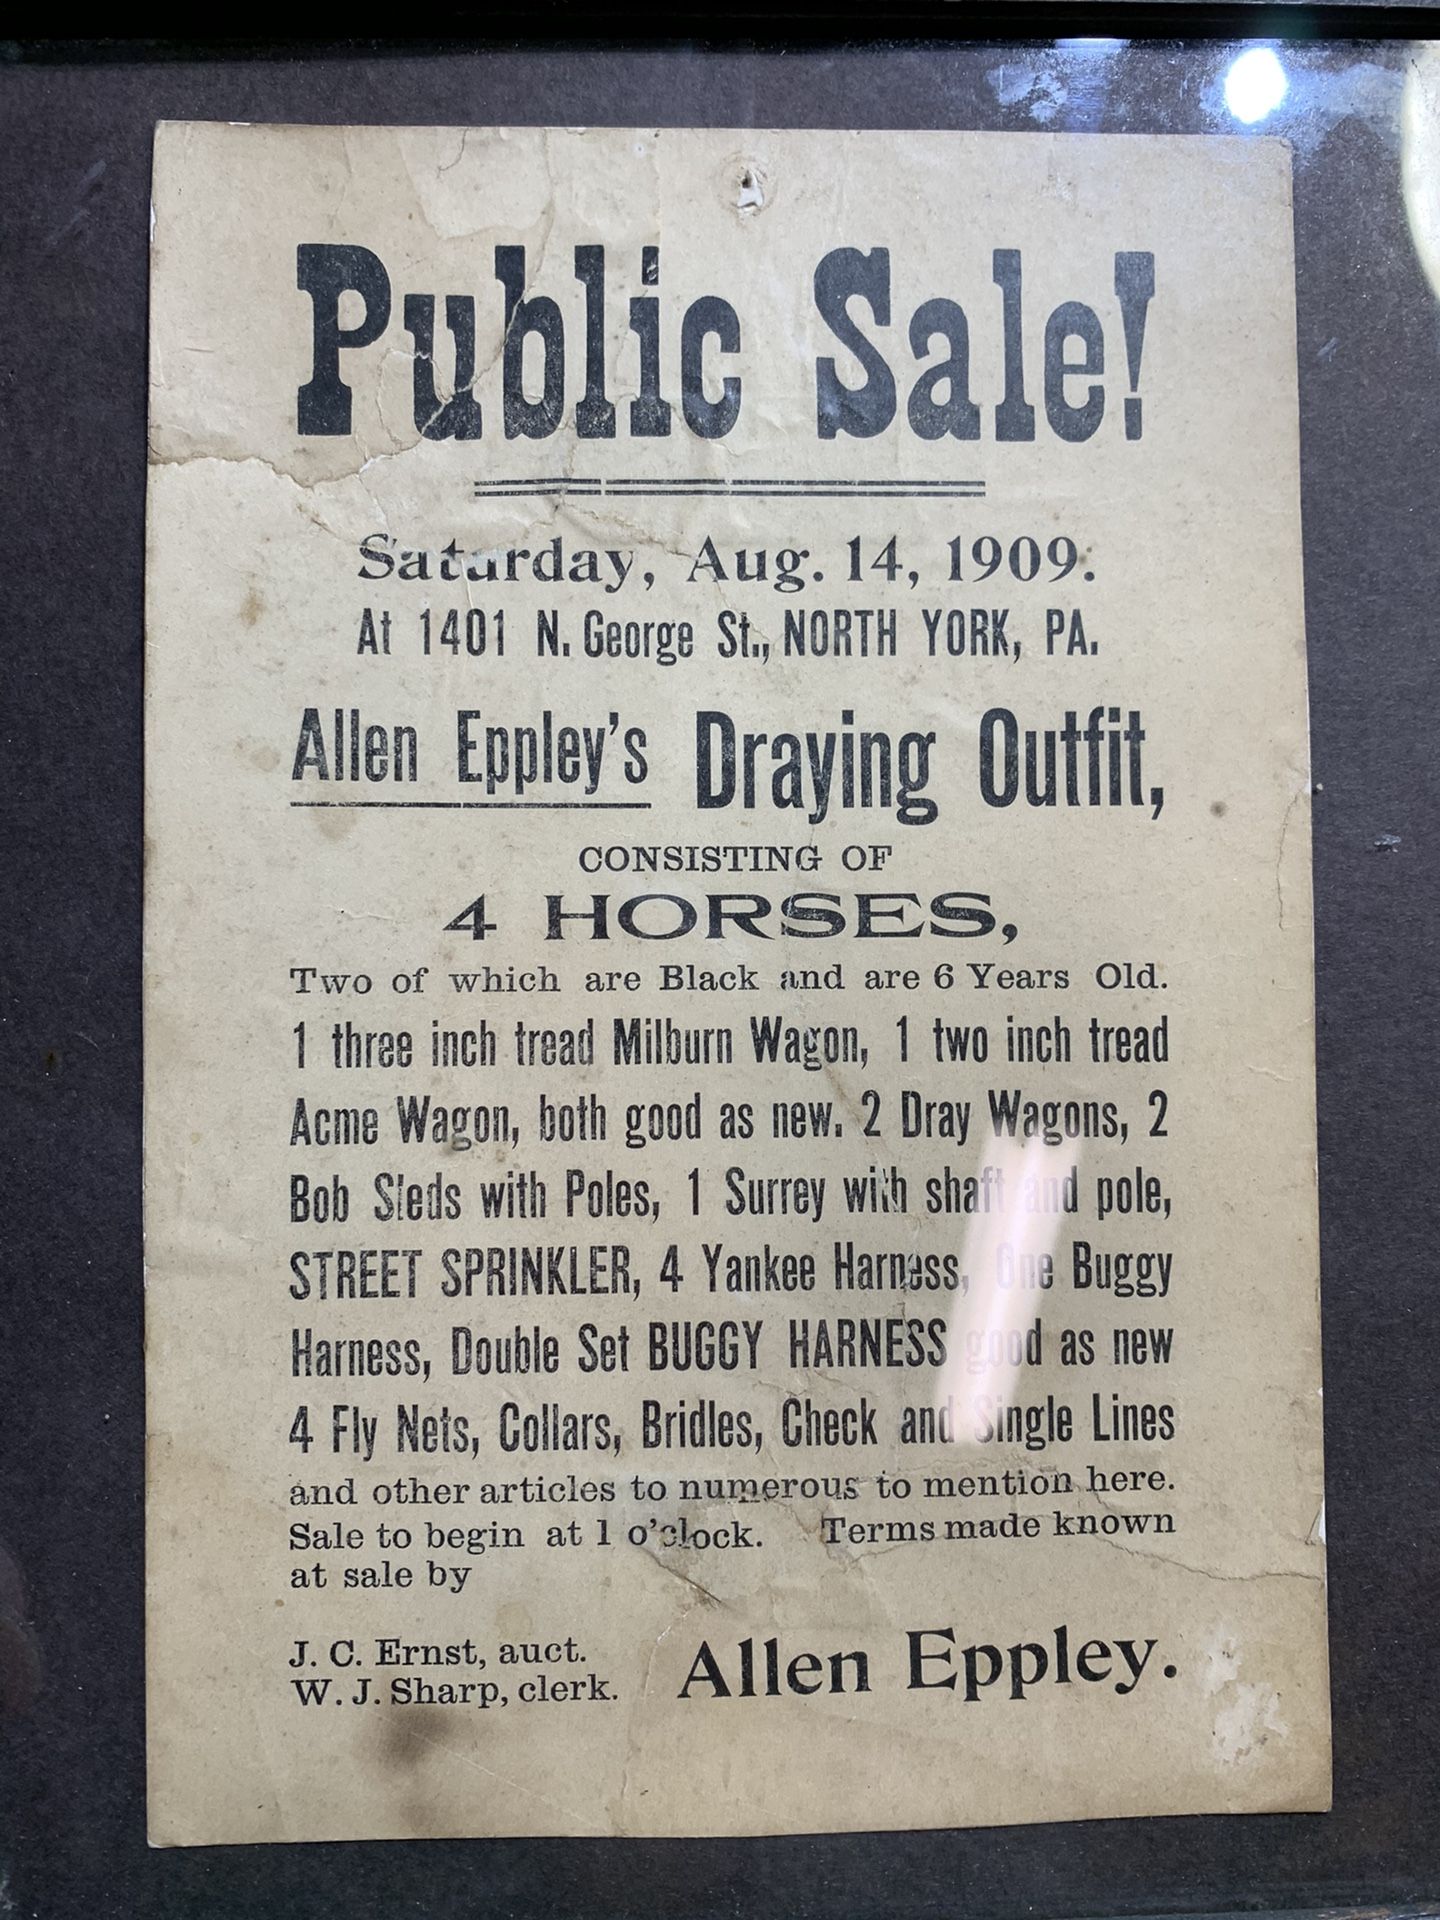 Public Sale!
Saturday, Aug. 14, 1909.
At 1401 N. George St., NORTH YORK, PA.
Allen Eppley's Draying Outfit,
CONSISTING OF
4 HORSES,
Two of which are Black and are 6 Years Old.
1 three inch tread Milburn Wagon, 1 two inch tread
Acme Wagon, both good as new. 2 Dray Wagons, 2
Bob Sleds with Poles, 1 Surrey with shaft and pole,
STREET SPRINKLER, 4 Yankee Harness, One Buggy
Harness, Double Set BUGGY HARNESS good as new
4 Fly Nets, Collars, Bridles, Check and Single Lines
and other articles to numerous to mention here.
Sale to begin at 1 o'clock. Terms made known
at sale by
J. C. Ernst, auct.
W. J. Sharp, clerk.
Allen Eppley.